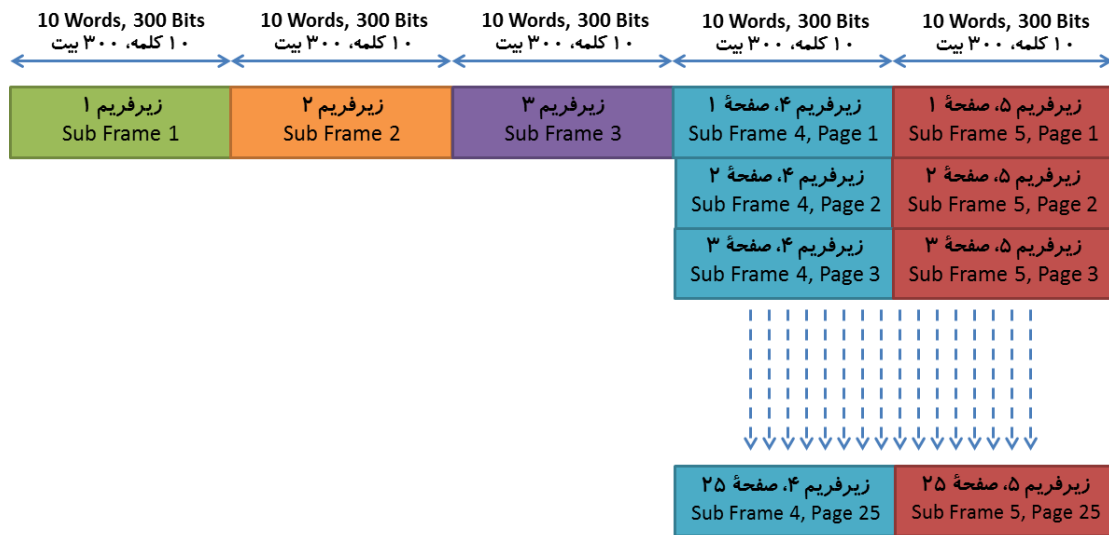 10 Words, 300 Bits
۱۰ کلمه، ۳۰۰ بیت
10 Words, 300 Bits
۱۰ کلمه، ۳۰۰ بیت
10 Words, 300 Bits
۱۰ کلمه، ۳۰۰ بیت
10 Words, 300 Bits
۱۰ کلمه، ۳۰۰ بیت
10 Words, 300 Bits
۱۰ کلمه، ۳۰۰ بیت
زیرفریم ۱
Sub Frame 1
زیرفریم ۲
Sub Frame 2
زیرفریم ۳
Sub Frame 3
زیرفریم ۴، صفحهٔ ۱
Sub Frame 4, Page 1
زیرفریم ۵، صفحهٔ ۱
Sub Frame 5, Page 1
زیرفریم ۴، صفحهٔ ۲
Sub Frame 4, Page 2
زیرفریم ۵، صفحهٔ ۲
Sub Frame 5, Page 2
زیرفریم ۴، صفحهٔ ۳
Sub Frame 4, Page 3
زیرفریم ۵، صفحهٔ ۳
Sub Frame 5, Page 3
زیرفریم ۴، صفحهٔ ۲۵
Sub Frame 4, Page 25
زیرفریم ۵، صفحهٔ ۲۵
Sub Frame 5, Page 25